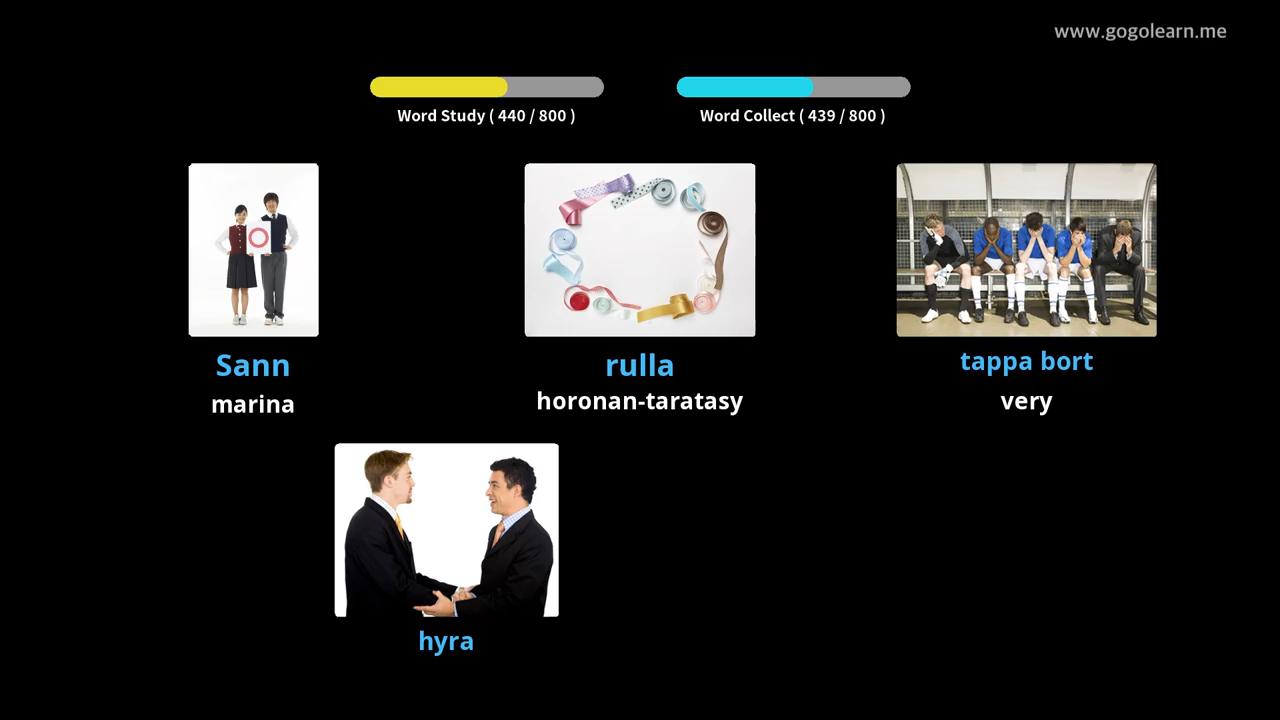 www.gogolearn.me
Word Study ( 440 / 800 )
Word Collect ( 439 / 800 )
Sann
marina
rulla
horonan-taratasy
tappa bort
very
hyra